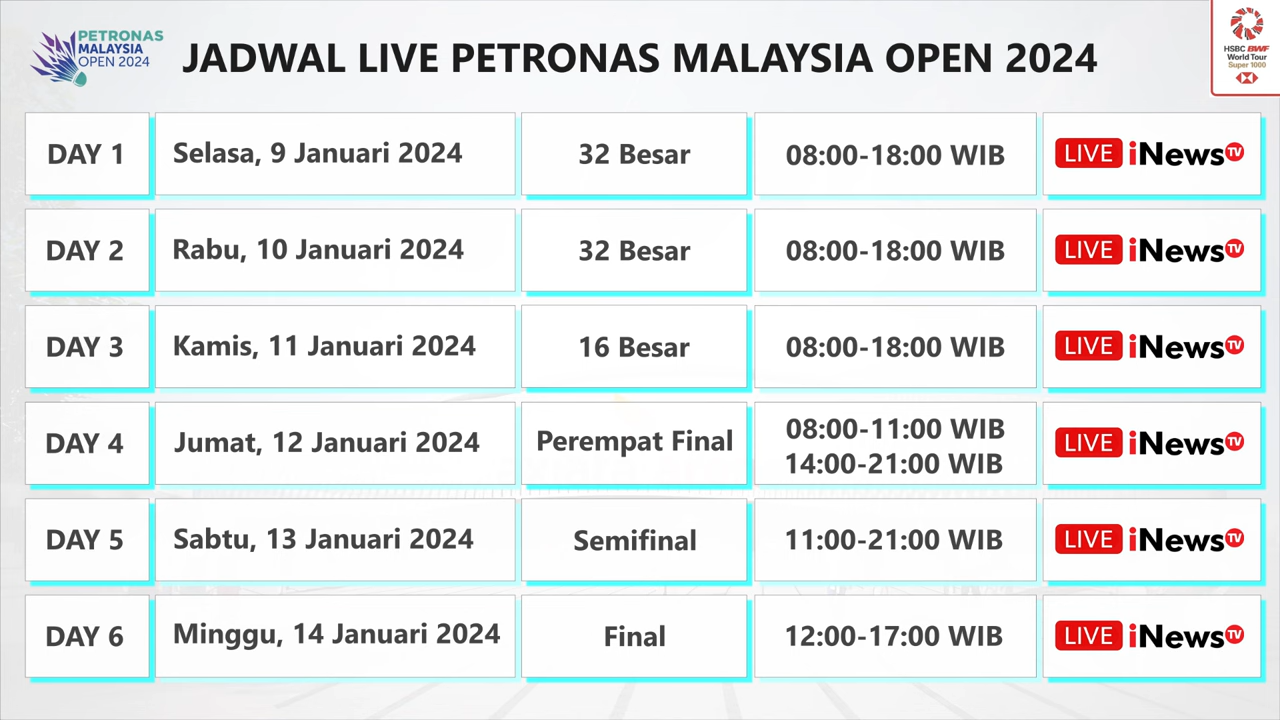 PETRONAS
MALAYSIA
OPEN 2024
JADWAL LIVE PETRONAS MALAYSIA OPEN 2024
HSBC BWF
World Tour
Super 1000
DAY 1 Selasa, 9 Januari 2024 32 Besar 08:00-18:00 WIB LIVE iNews TV
DAY 2 Rabu, 10 Januari 2024 32 Besar 08:00-18:00 WIB LIVE iNews TV
DAY 3 Kamis, 11 Januari 2024 16 Besar 08:00-18:00 WIB LIVE iNews TV
DAY 4 Jumat, 12 Januari 2024 Perempat Final 08:00-11:00 WIB
14:00-21:00 WIB LIVE iNews TV
DAY 5 Sabtu, 13 Januari 2024 Semifinal 11:00-21:00 WIB LIVE iNews TV
DAY 6 Minggu, 14 Januari 2024 Final 12:00-17:00 WIB LIVE iNews TV